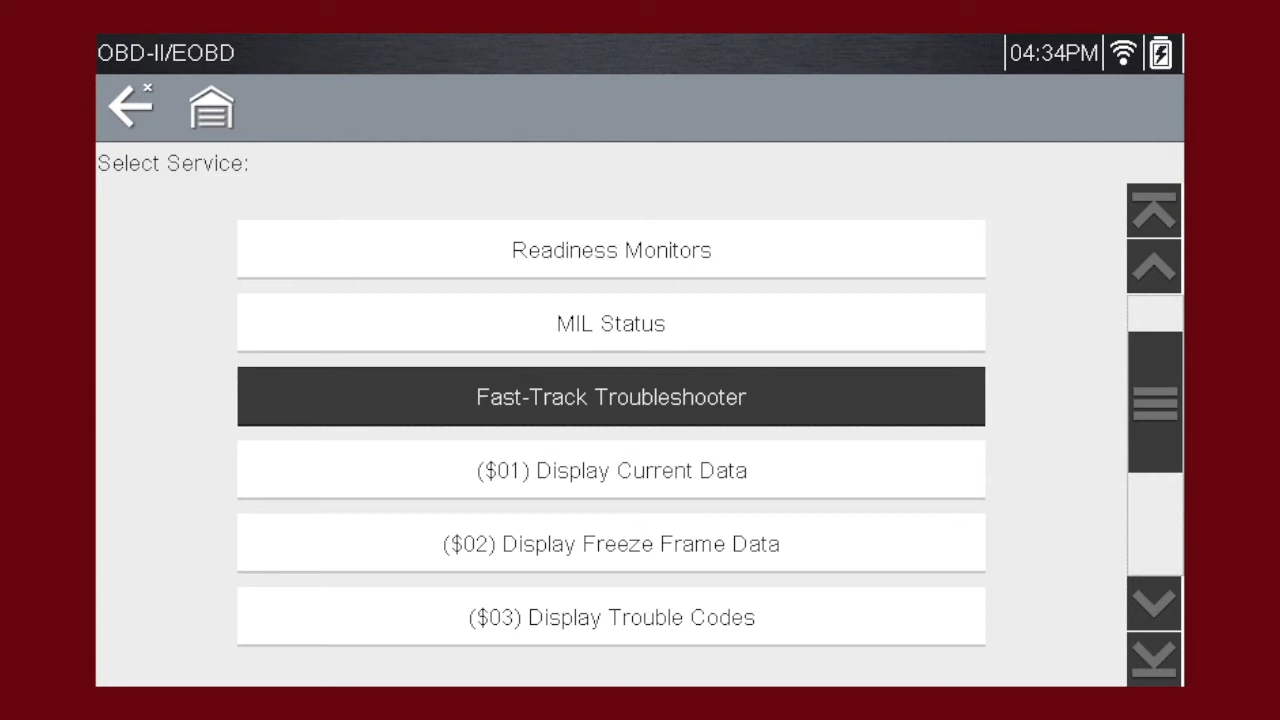 OBD-II/EOBD
04:34PM
Select Service:
Readiness Monitors
MIL Status
Fast-Track Troubleshooter
($01) Display Current Data
($02) Display Freeze Frame Data
($03) Display Trouble Codes